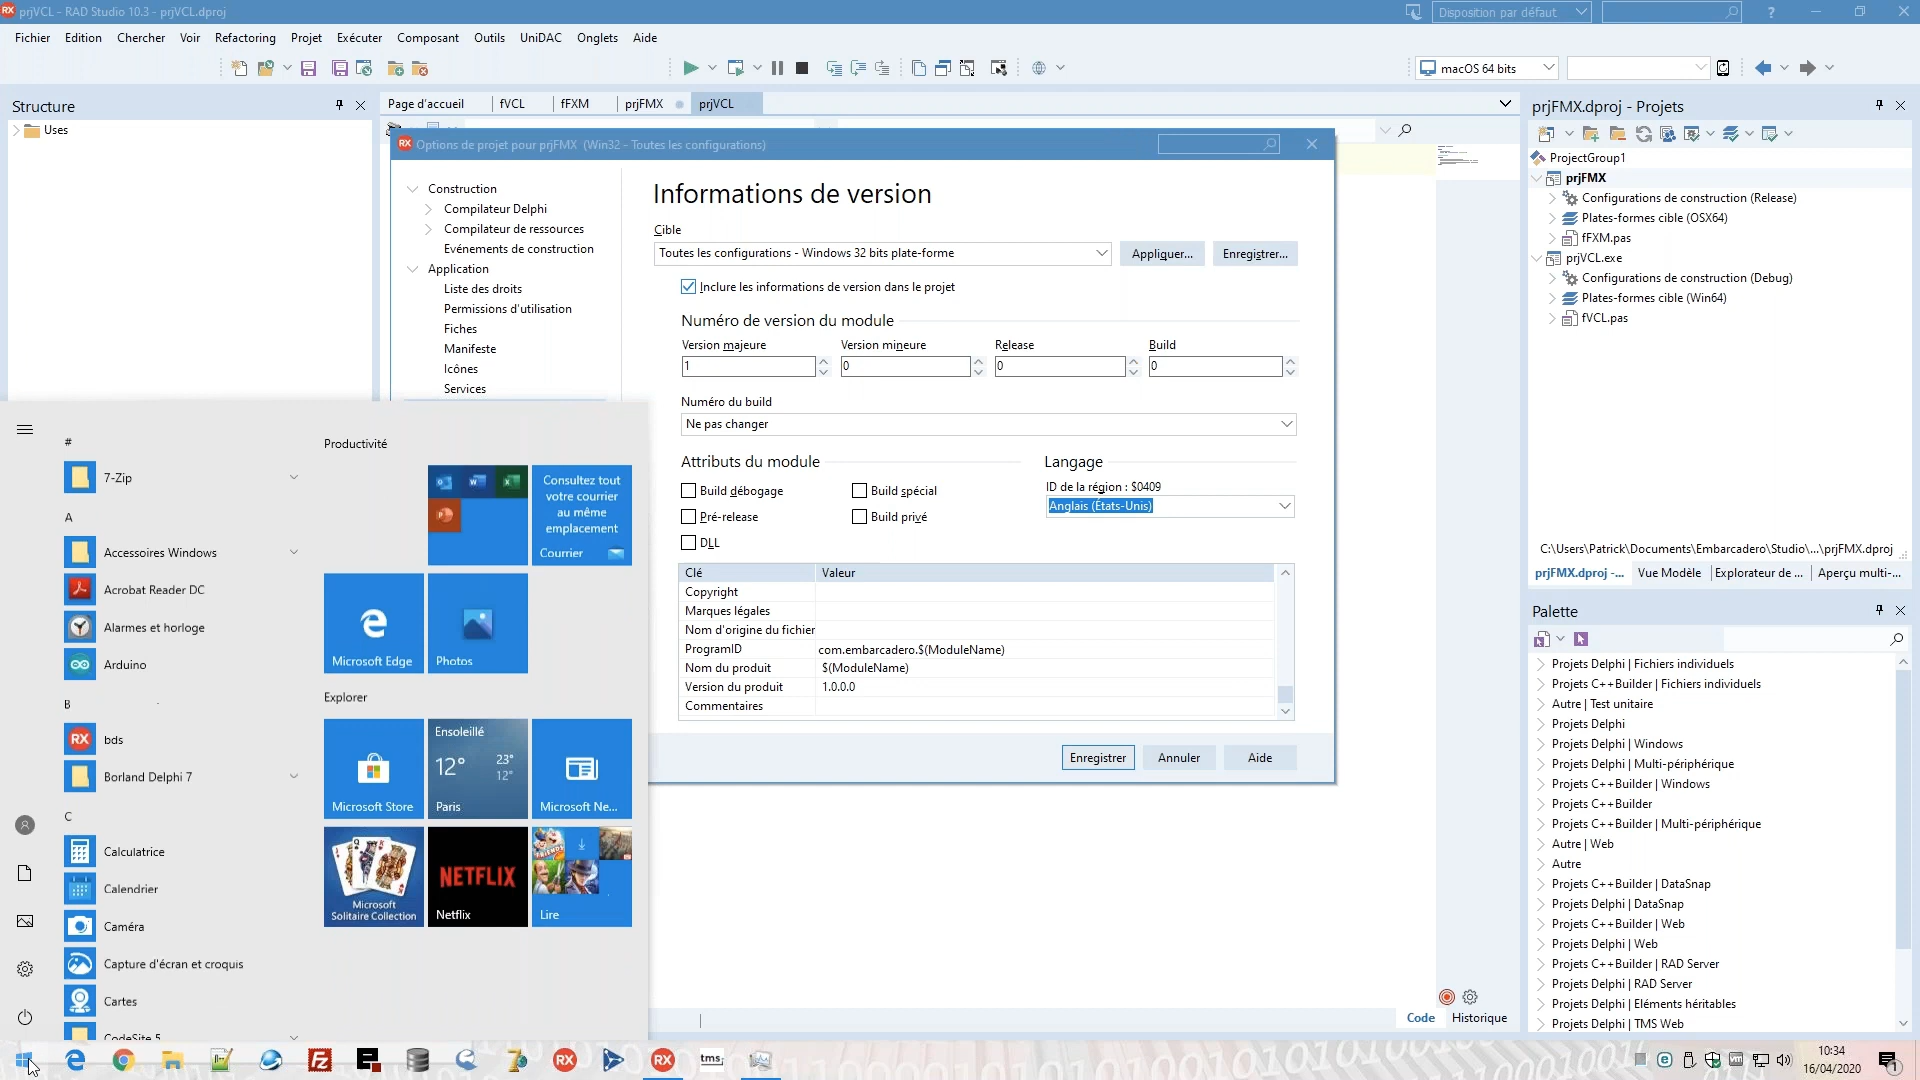 prjVCL - RAD Studio 10.3 - prjVCL.dproj
Disposition par défaut
?
Fichier
Edition
Chercher
Voir
Refactoring
Projet
Exécuter
Composant
Outils
UniDAC
Onglets
Aide
macOS 64 bits
Structure
Uses
Page d'accueil
fVCL
fFXM
prjFMX
prjVCL
Options de projet pour prjFMX (Win32 - Toutes les configurations)
Construction
Compilateur Delphi
Compilateur de ressources
Evénements de construction
Application
Liste des droits
Permissions d'utilisation
Fiches
Manifeste
Icônes
Services
Informations de version
Cible
Toutes les configurations - Windows 32 bits plate-forme
Appliquer...
Enregistrer...
Inclure les informations de version dans le projet
Numéro de version du module
Version majeure
Version mineure
Release
Build
1
0
0
0
Numéro du build
Ne pas changer
Attributs du module
Langage
Build débogage
Build spécial
Pré-release
Build privé
DLL
ID de la région : $0409
Anglais (États-Unis)
Clé
Valeur
Copyright
Marques légales
Nom d'origine du fichier
ProgramID
com.embarcadero.$(ModuleName)
Nom du produit
$(ModuleName)
Version du produit
1.0.0.0
Commentaires
Enregistrer
Annuler
Aide
Code
Historique
prjFMX.dproj - Projets
ProjectGroup1
prjFMX
Configurations de construction (Release)
Plates-formes cible (OSX64)
fFXM.pas
prjVCL.exe
Configurations de construction (Debug)
Plates-formes cible (Win64)
fVCL.pas
C:\Users\Patrick\Documents\Embarcadero\Studio\...\prjFMX.dproj
prjFMX.dproj -...
Vue Modèle
Explorateur de ...
Aperçu multi-...
Palette
Projets Delphi | Fichiers individuels
Projets C++Builder | Fichiers individuels
Autre | Test unitaire
Projets Delphi
Projets Delphi | Windows
Projets Delphi | Multi-périphérique
Projets C++Builder | Windows
Projets C++Builder
Projets C++Builder | Multi-périphérique
Autre | Web
Autre
Projets C++Builder | DataSnap
Projets Delphi | DataSnap
Projets C++Builder | Web
Projets Delphi | Web
Projets C++Builder | RAD Server
Projets Delphi | RAD Server
Projets Delphi | Eléments héritables
Projets Delphi | TMS Web
#
7-Zip
A
Accessoires Windows
Acrobat Reader DC
Alarmes et horloge
Arduino
B
bds
Borland Delphi 7
C
Calculatrice
Calendrier
Caméra
Capture d'écran et croquis
Cartes
CodeSite 5
Productivité
Consultez tout
votre courrier
au même
emplacement
Courrier
Microsoft Edge
Photos
Explorer
Microsoft Store
Ensoleillé
12°
23°
12°
Paris
Microsoft Ne...
Microsoft
Solitaire Collection
NETFLIX
Netflix
Lire
tms
10:34
16/04/2020
1